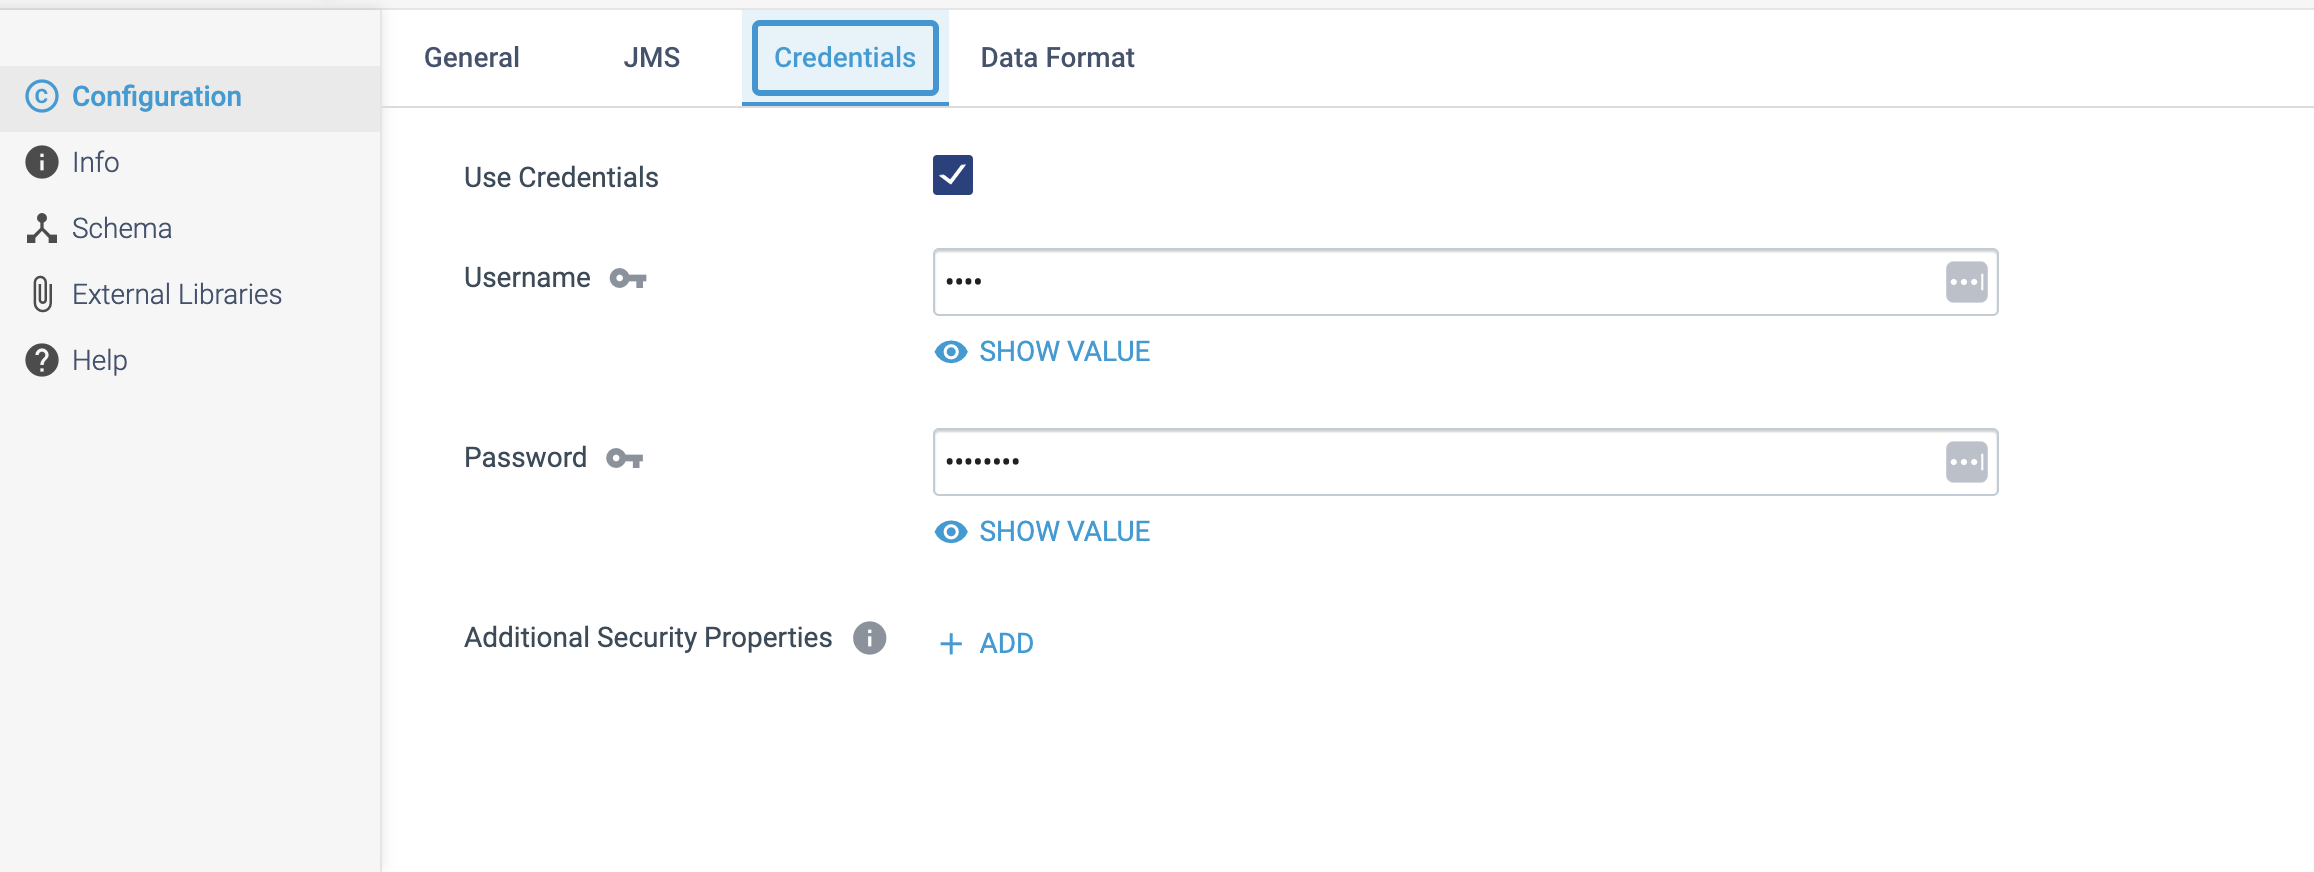 General JMS Credentials Data Format
Configuration
Info
Schema
External Libraries
Help
Use Credentials
Username
••••
SHOW VALUE
Password
••••••••
SHOW VALUE
Additional Security Properties
+ ADD